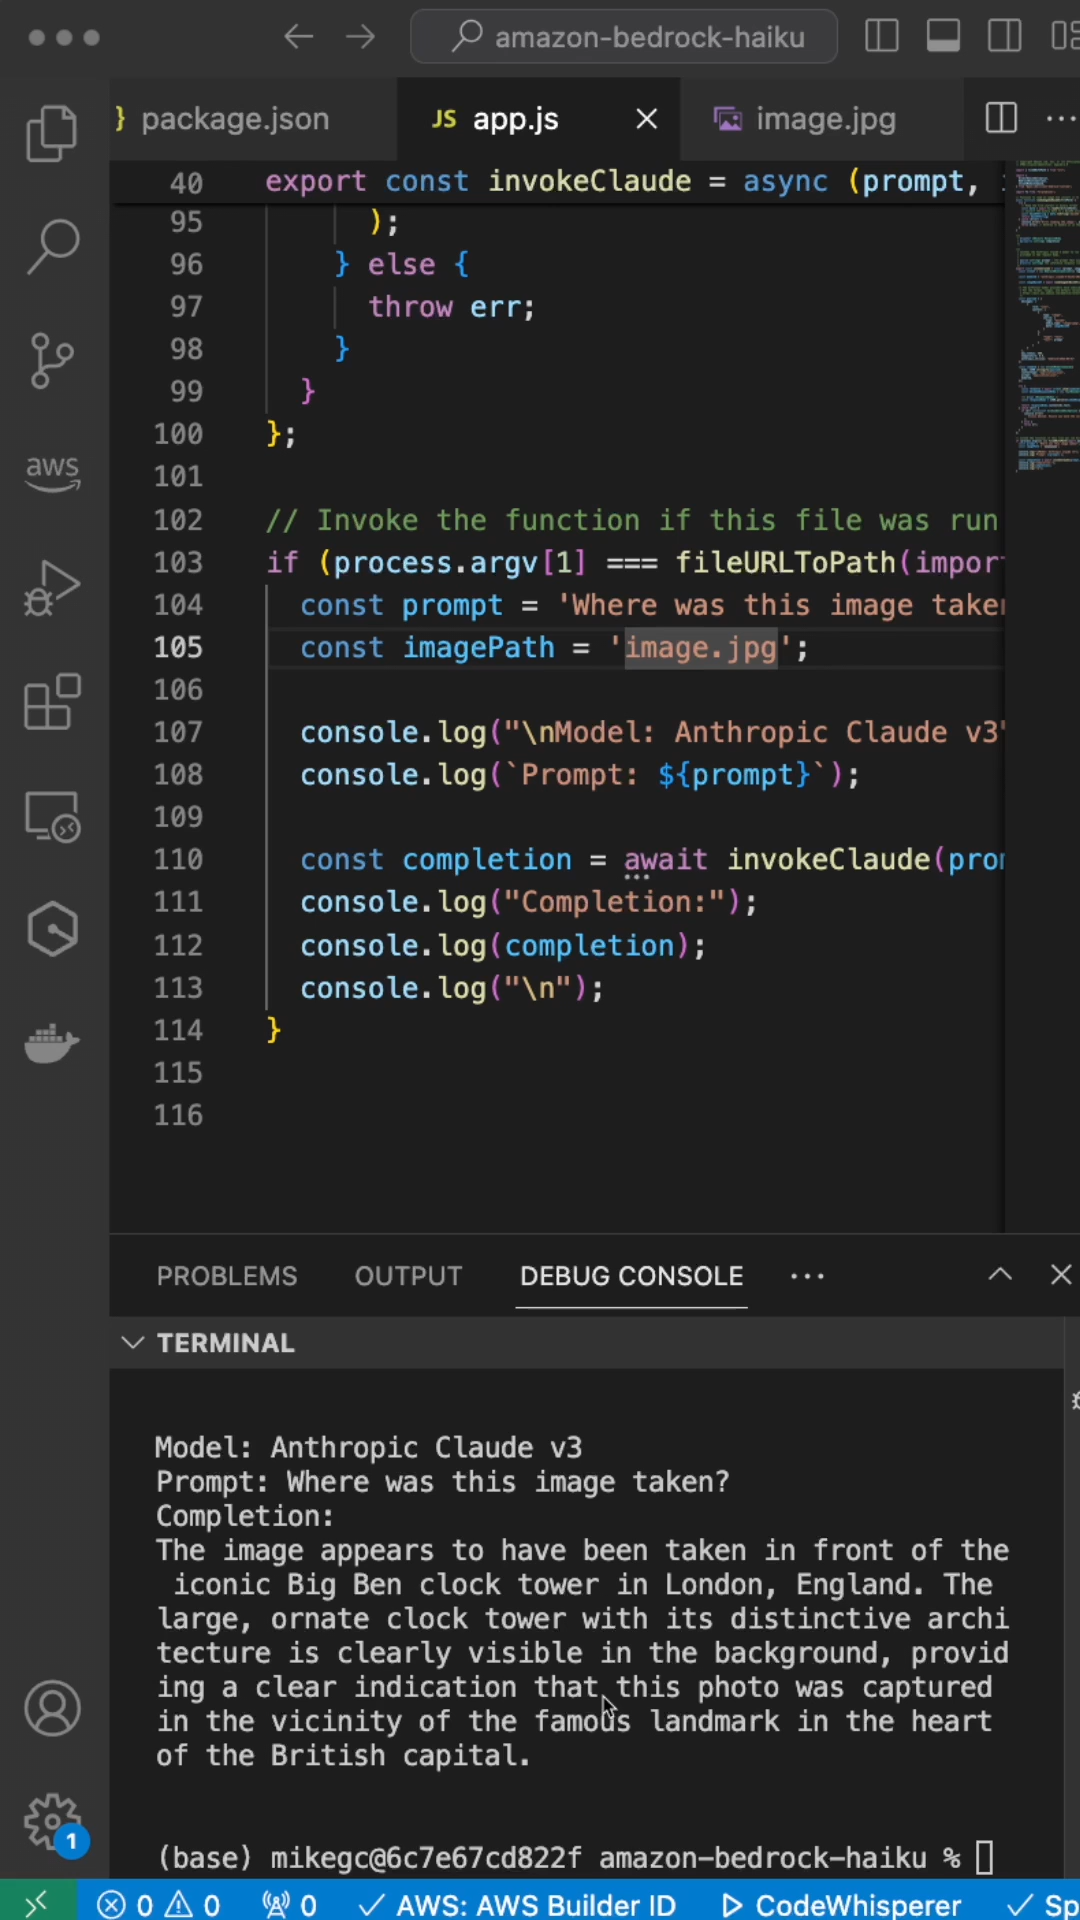 amazon-bedrock-haiku
} package.json
JS app.js
image.jpg
40 export const invokeClaude = async (prompt,
95 );
96 } else {
97 throw err;
98 }
99 }
100 };
101
102 // Invoke the function if this file was run
103 if (process.argv[1] === fileURLToPath(import
104 const prompt = 'Where was this image taken
105 const imagePath = 'image.jpg';
106
107 console.log("\nModel: Anthropic Claude v3"
108 console.log(`Prompt: ${prompt}`);
109
110 const completion = await invokeClaude(prom
111 console.log("Completion:");
112 console.log(completion);
113 console.log("\n");
114 }
115
116
aws
PROBLEMS OUTPUT DEBUG CONSOLE
TERMINAL
Model: Anthropic Claude v3
Prompt: Where was this image taken?
Completion:
The image appears to have been taken in front of the
iconic Big Ben clock tower in London, England. The
large, ornate clock tower with its distinctive archi
tecture is clearly visible in the background, provid
ing a clear indication that this photo was captured
in the vicinity of the famous landmark in the heart
of the British capital.
(base) mikegc@6c7e67cd822f amazon-bedrock-haiku %
1
0 0 0 AWS: AWS Builder ID CodeWhisperer Sp